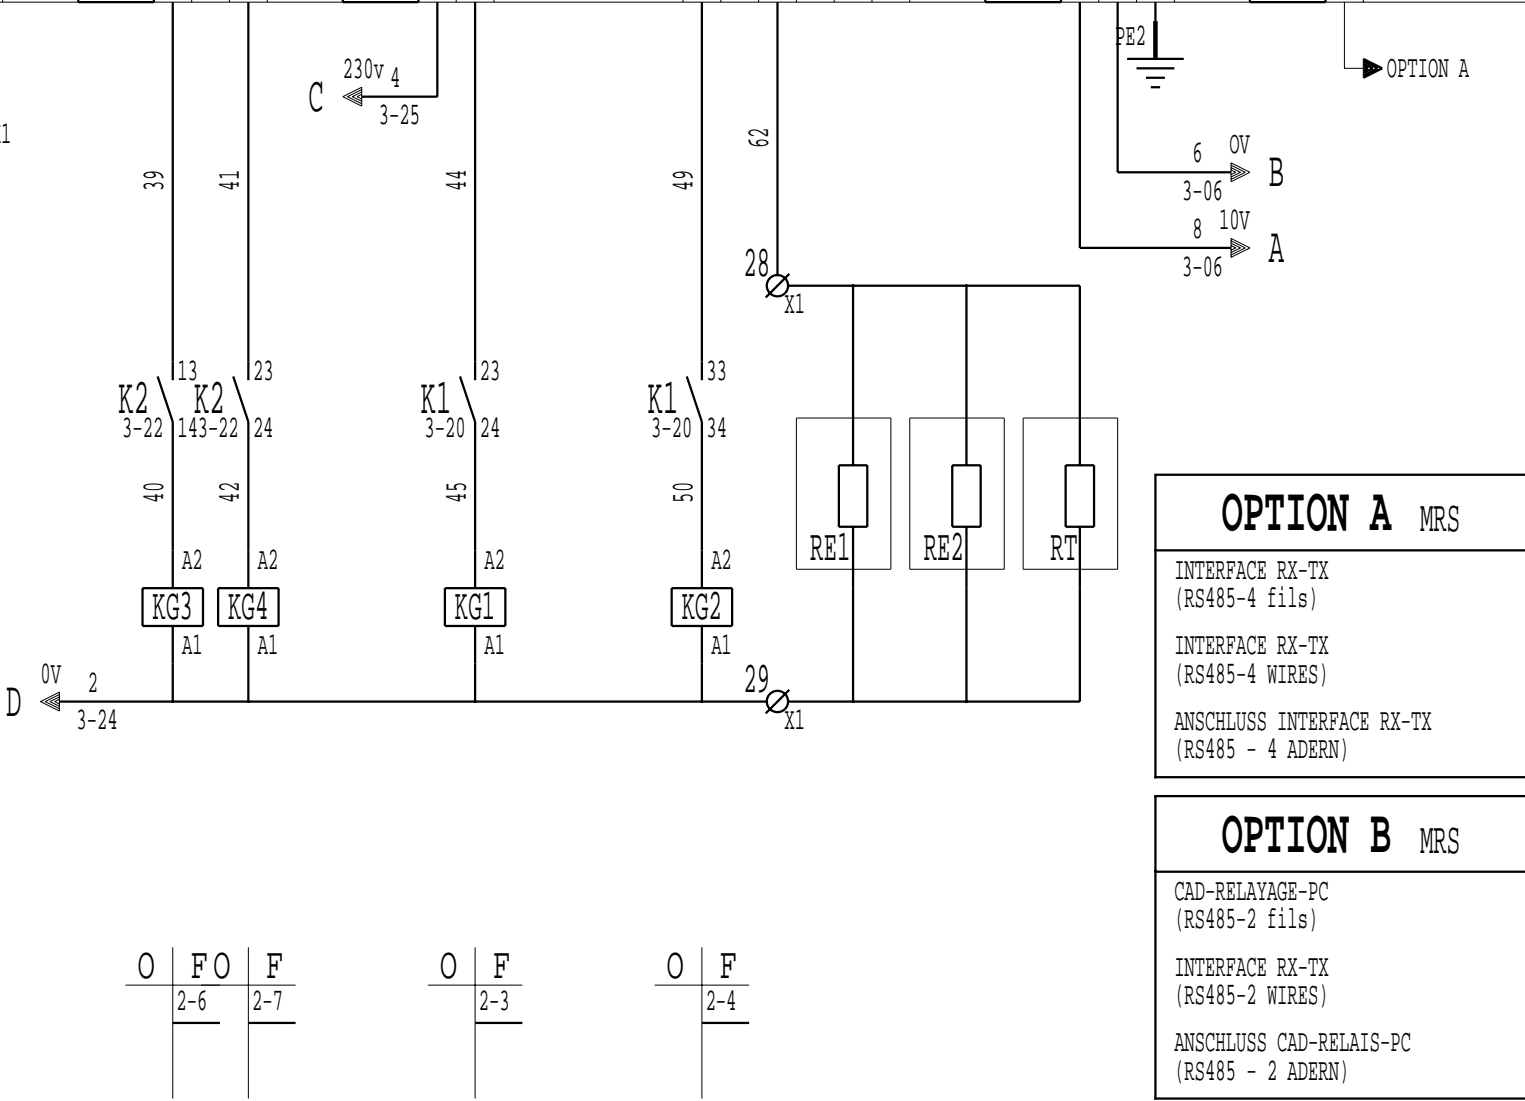 PE2
OPTION A
230v 4
C
3-25
1
39
41
44
49
62
6 0V
B
3-06
8 10V
A
3-06
28
X1
13
K2
3-22 14
23
K2
3-22 24
23
K1
3-20 24
33
K1
3-20 34
40
42
45
50
RE1
RE2
RT
A2
A2
A2
A2
KG3
KG4
KG1
KG2
A1
A1
A1
A1
0V 2
D
3-24
29
X1
OPTION A MRS
INTERFACE RX-TX
(RS485-4 fils)
INTERFACE RX-TX
(RS485-4 WIRES)
ANSCHLUSS INTERFACE RX-TX
(RS485 - 4 ADERN)
OPTION B MRS
CAD-RELAYAGE-PC
(RS485-2 fils)
INTERFACE RX-TX
(RS485-2 WIRES)
ANSCHLUSS CAD-RELAIS-PC
(RS485 - 2 ADERN)
O F
2-6
O F
2-7
O F
2-3
O F
2-4